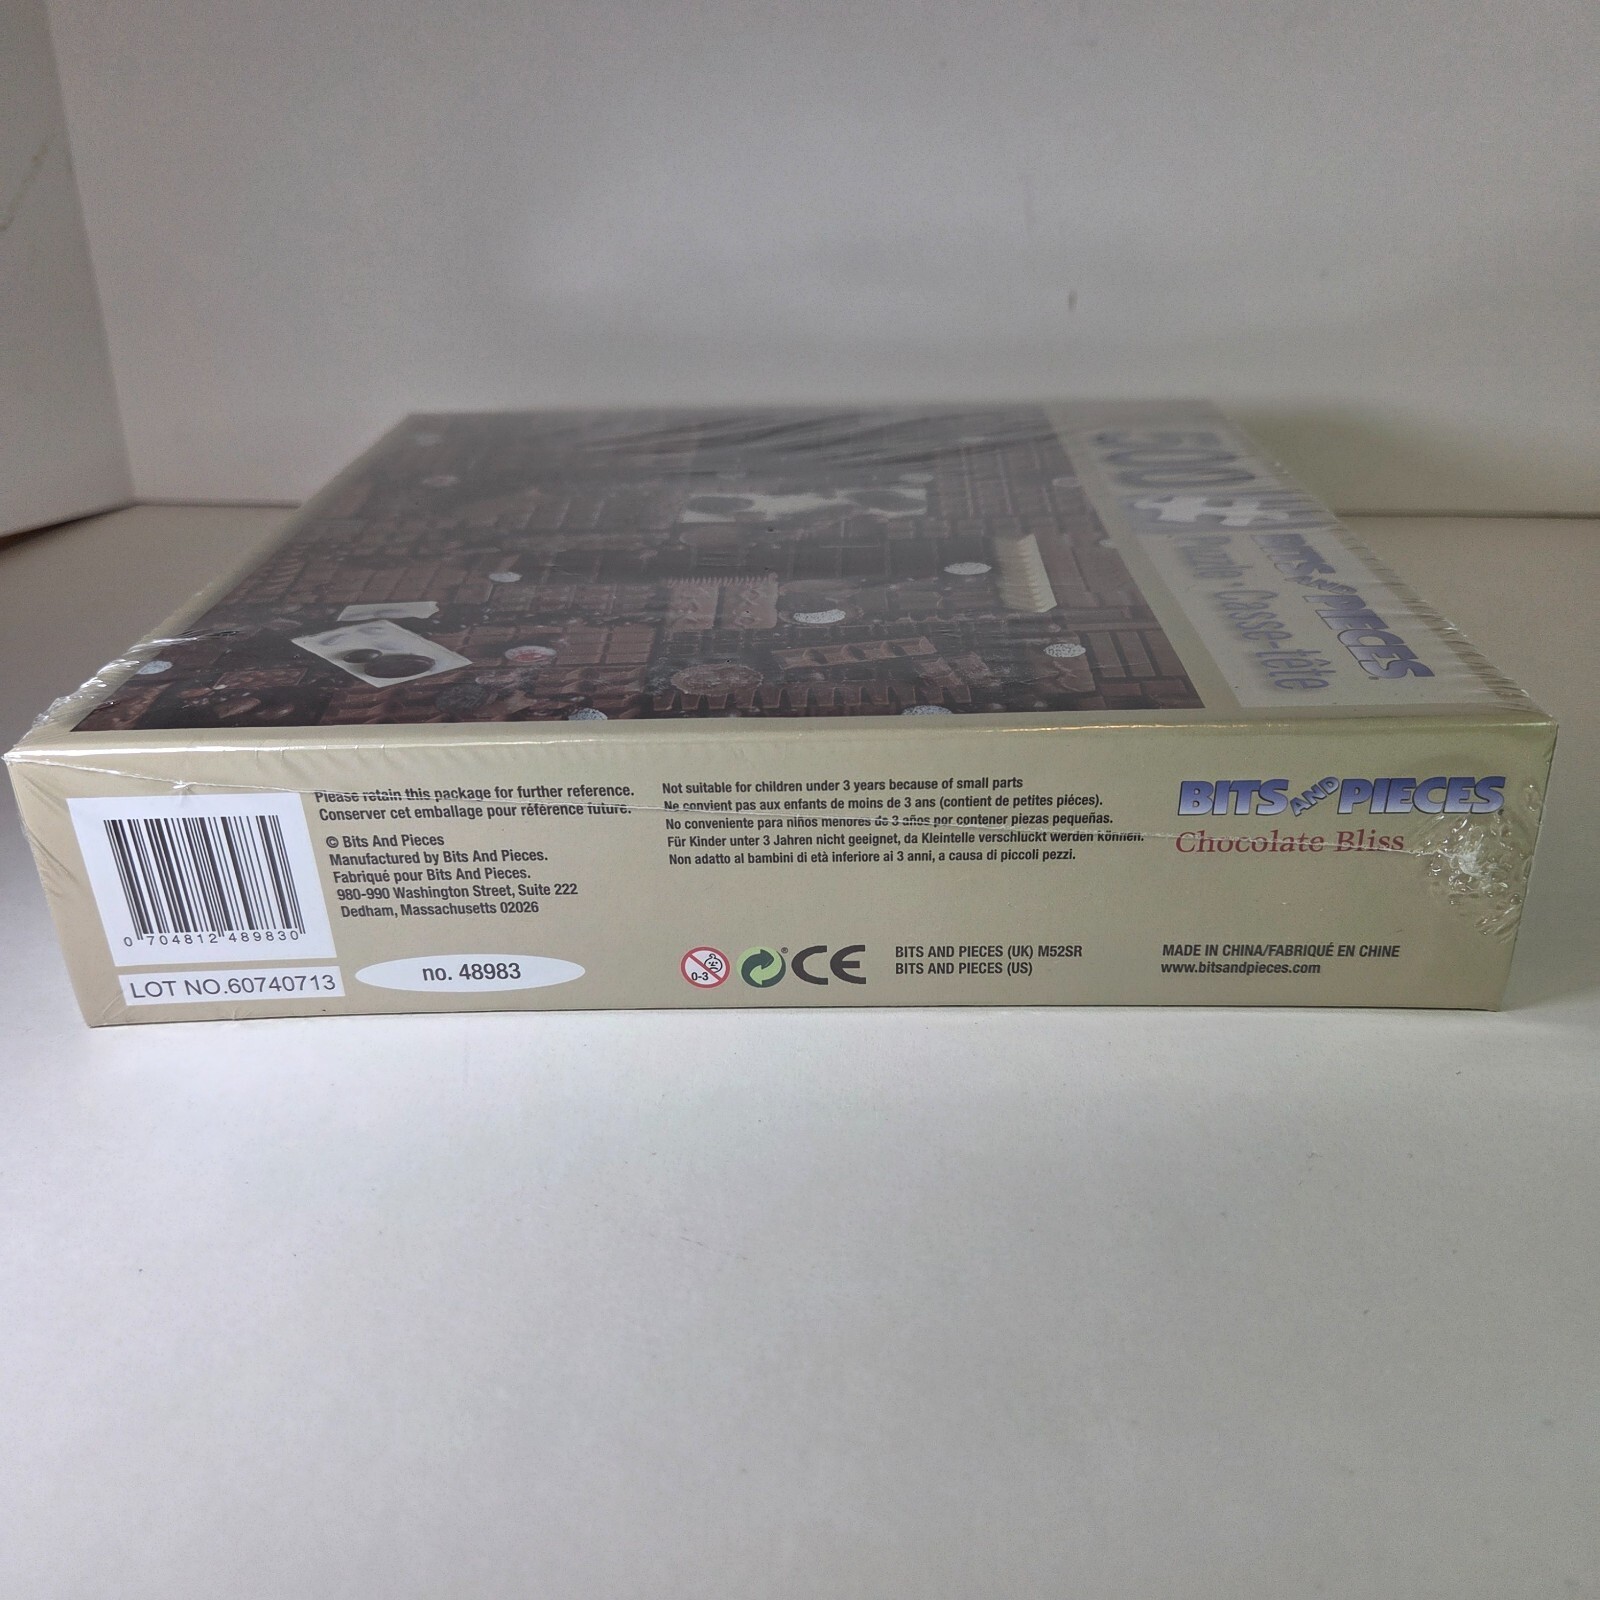 500
Puzzle · Casse-tête
BITS AND PIECES
0 704812 489830
LOT NO.60740713
Please retain this package for further reference.
Conserver cet emballage pour référence future.
© Bits And Pieces
Manufactured by Bits And Pieces.
Fabriqué pour Bits And Pieces.
980-990 Washington Street, Suite 222
Dedham, Massachusetts 02026
no. 48983
Not suitable for children under 3 years because of small parts
Ne convient pas aux enfants de moins de 3 ans (contient de petites piéces).
No conveniente para niños menores de 3 años por contener piezas pequeñas.
Für Kinder unter 3 Jahren nicht geeignet, da Kleintelle verschluckt werden können.
Non adatto al bambini di età inferiore ai 3 anni, a causa di piccoli pezzi.
0-3
CE
BITS AND PIECES (UK) M52SR
BITS AND PIECES (US)
BITS AND PIECES
Chocolate Bliss
MADE IN CHINA/FABRIQUÉ EN CHINE
www.bitsandpieces.com